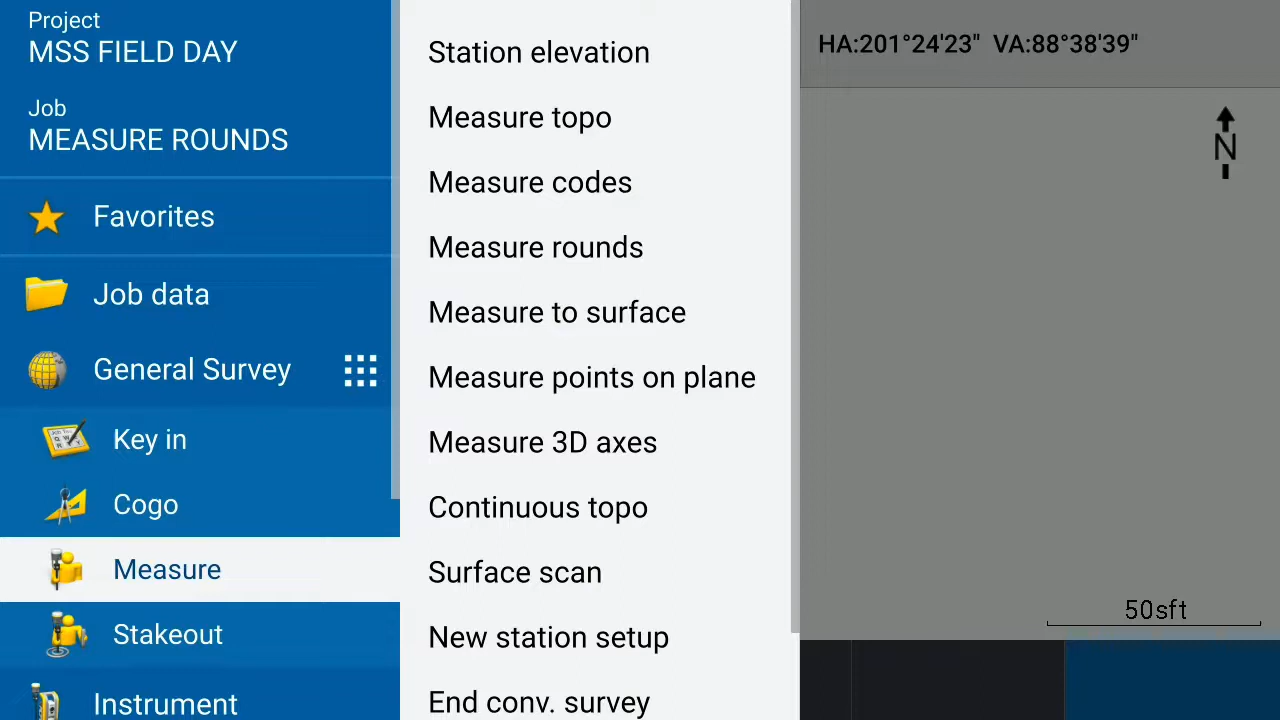 Project
MSS FIELD DAY
Job
MEASURE ROUNDS
Favorites
Job data
General Survey
Key in
Cogo
Measure
Stakeout
Instrument
Station elevation
Measure topo
Measure codes
Measure rounds
Measure to surface
Measure points on plane
Measure 3D axes
Continuous topo
Surface scan
New station setup
End conv. survey
HA:201°24'23" VA:88°38'39"
N
50sft